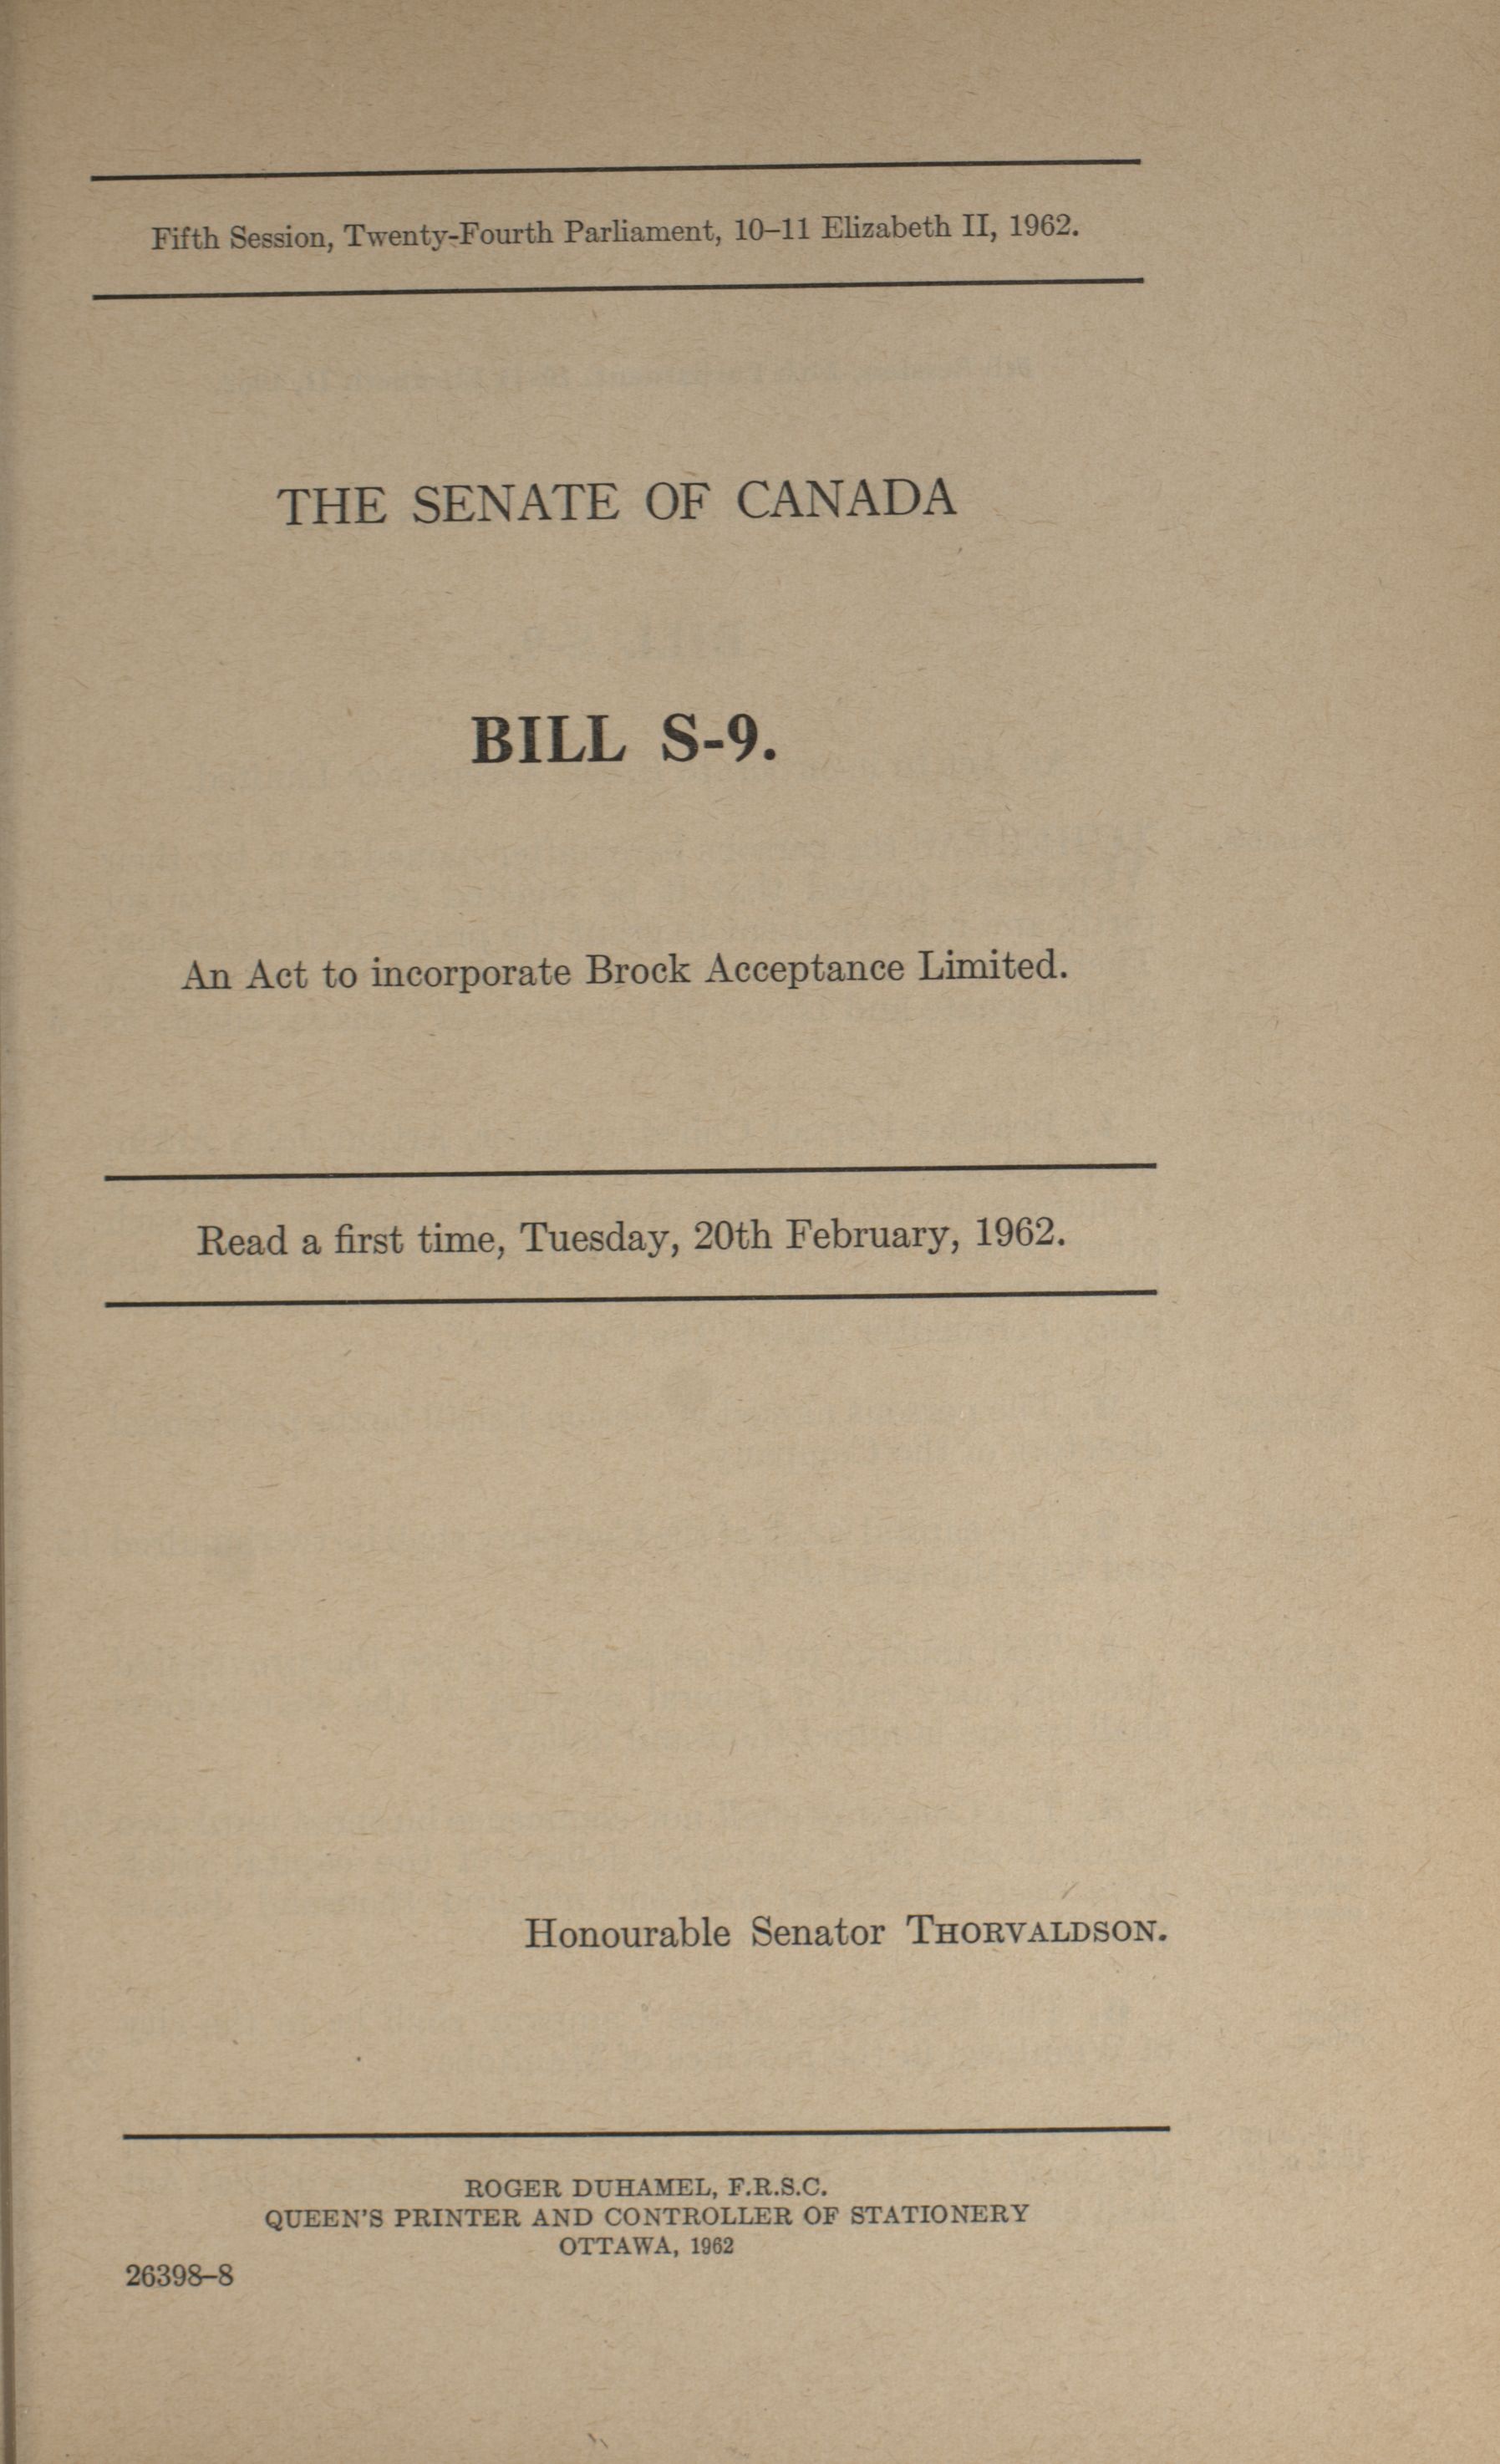 Fifth Session, Twenty-Fourth Parliament, 10–11 Elizabeth II, 1962.
THE SENATE OF CANADA
BILL S-9.
An Act to incorporate Brock Acceptance Limited.
Read a first time, Tuesday, 20th February, 1962.
Honourable Senator THORVALDSON.
ROGER DUHAMEL, F.R.S.C.
QUEEN'S PRINTER AND CONTROLLER OF STATIONERY
OTTAWA, 1962
26398–8